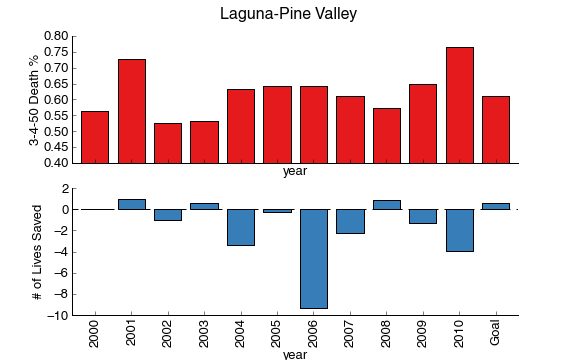 Laguna-Pine Valley
3-4-50 Death %
0.80
0.75
0.70
0.65
0.60
0.55
0.50
0.45
0.40
year
# of Lives Saved
2
0
−2
−4
−6
−8
−10
2000 2001 2002 2003 2004 2005 2006 2007 2008 2009 2010 Goal
year